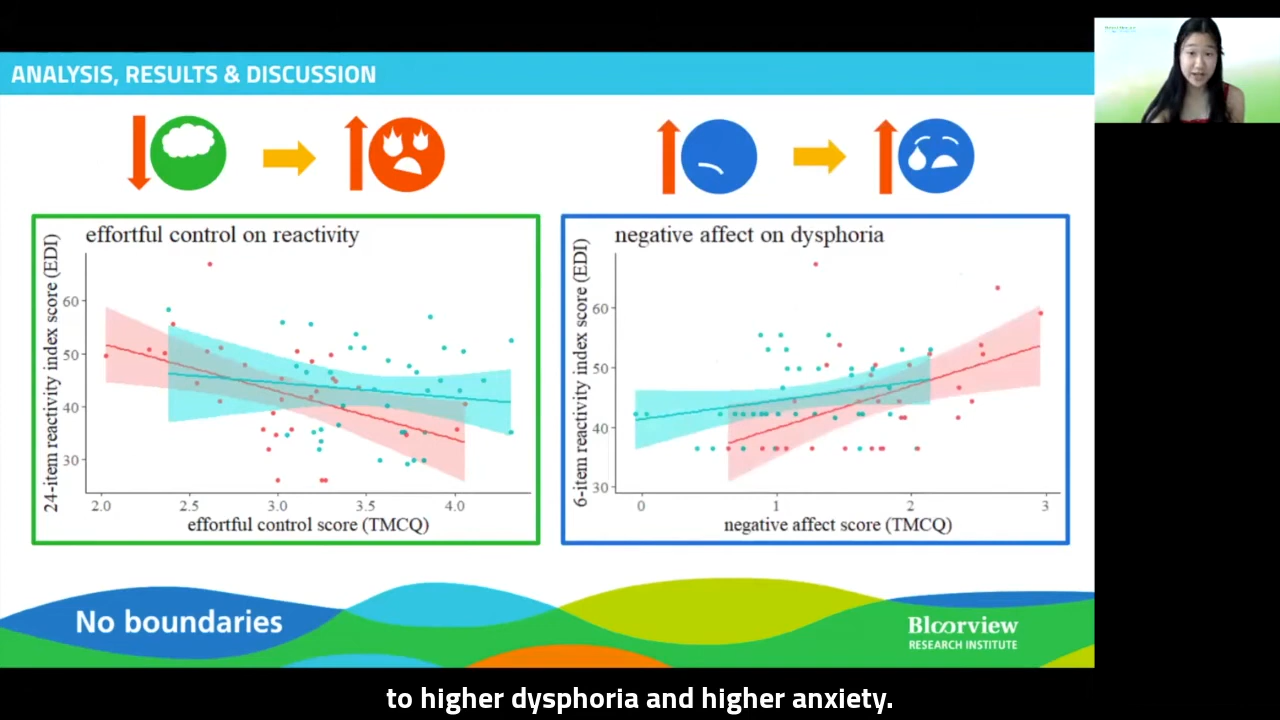 ANALYSIS, RESULTS & DISCUSSION
effortful control on reactivity
24-item reactivity index score (EDI)
60
50
40
30
2.0 2.5 3.0 3.5 4.0
effortful control score (TMCQ)
negative affect on dysphoria
6-item reactivity index score (EDI)
60
50
40
30
0 1 2 3
negative affect score (TMCQ)
No boundaries
Bloorview
RESEARCH INSTITUTE
to higher dysphoria and higher anxiety.